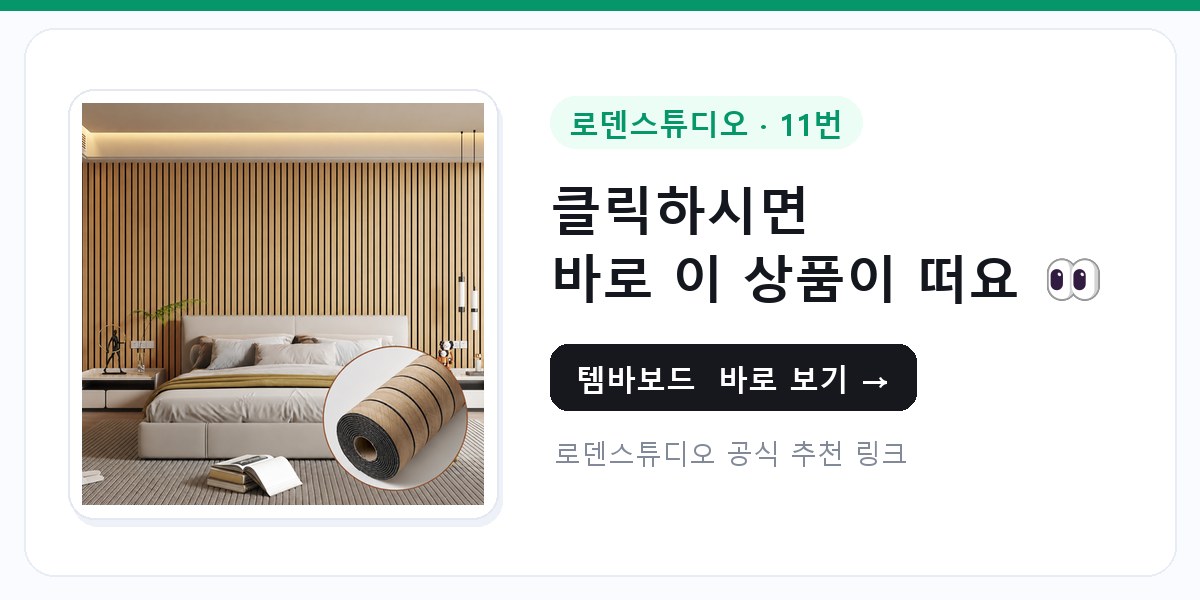 로덴스튜디오 · 11번
클릭하시면
바로 이 상품이 떠요 👀
템바보드 바로 보기 →
로덴스튜디오 공식 추천 링크